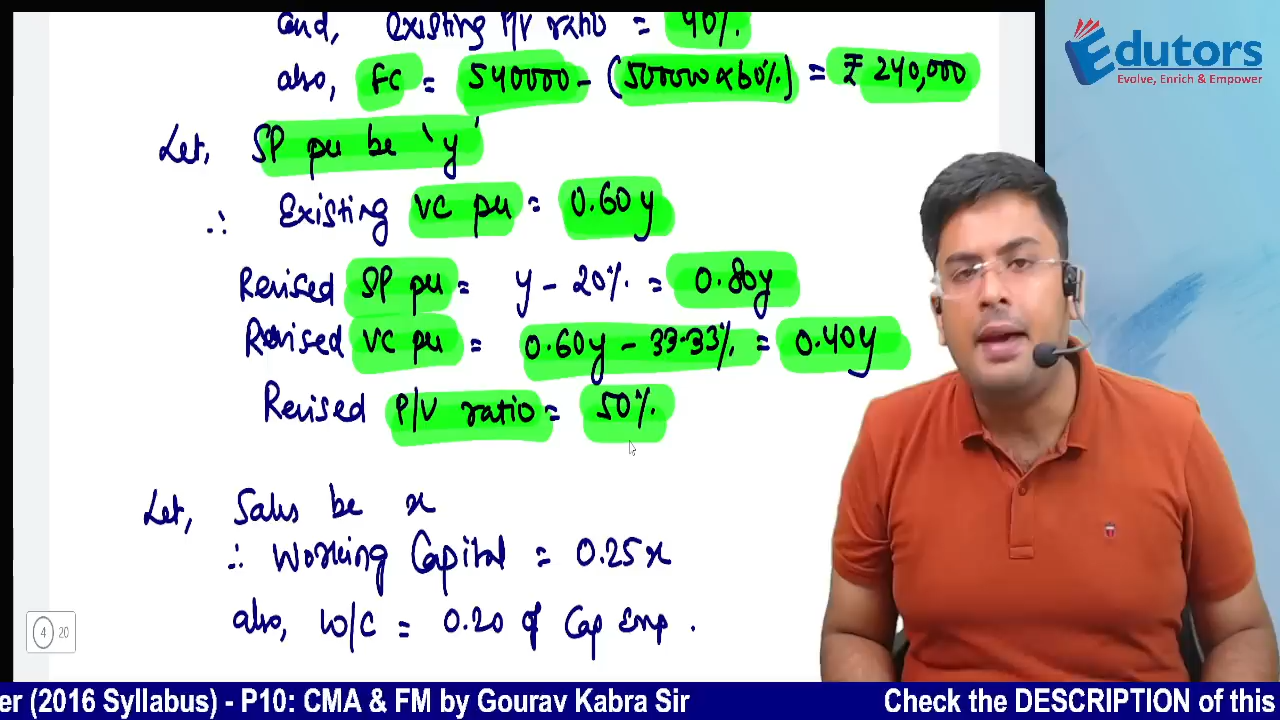 and, existing P/V ratio = 40%.
also, FC = 540000 - (500000 x 60%) = ₹ 240,000
Let, SP pu be 'y'
∴ Existing VC pu = 0.60y
Revised SP pu = y - 20%. = 0.80y
Revised VC pu = 0.60y - 33.33% = 0.40y
Revised P/V ratio = 50%.
Let, Sales be x
∴ Working Capital = 0.25x
also, W/C = 0.20 of Cap Emp.
4 20
Edutors
Evolve, Enrich & Empower
er (2016 Syllabus) - P10: CMA & FM by Gourav Kabra Sir
Check the DESCRIPTION of this